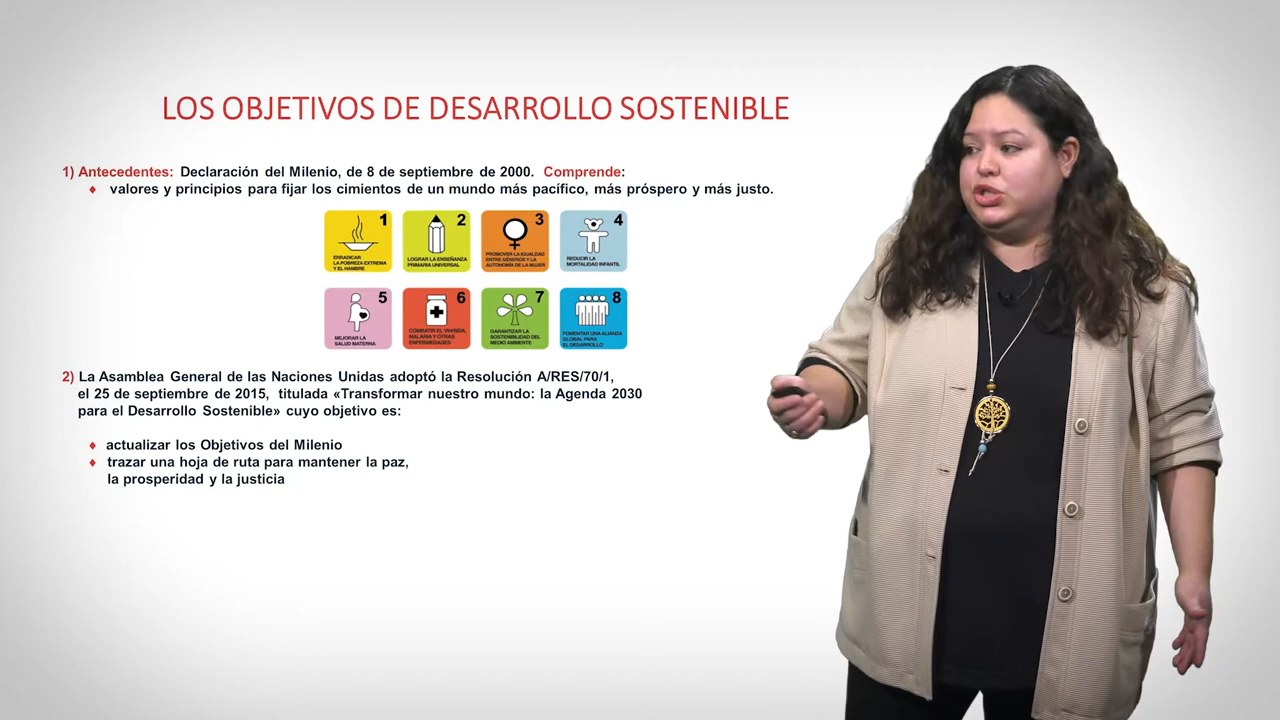 LOS OBJETIVOS DE DESARROLLO SOSTENIBLE
1) Antecedentes: Declaración del Milenio, de 8 de septiembre de 2000. Comprende:
♦ valores y principios para fijar los cimientos de un mundo más pacífico, más próspero y más justo.
1
ERRADICAR
LA POBREZA EXTREMA
Y EL HAMBRE
2
LOGRAR LA ENSEÑANZA
PRIMARIA UNIVERSAL
3
PROMOVER LA IGUALDAD
ENTRE GÉNEROS Y LA
AUTONOMÍA DE LA MUJER
4
REDUCIR LA
MORTALIDAD INFANTIL
5
MEJORAR LA
SALUD MATERNA
6
COMBATIR EL VIH/SIDA,
MALARIA Y OTRAS
ENFERMEDADES
7
GARANTIZAR LA
SOSTENIBILIDAD DEL
MEDIO AMBIENTE
8
FOMENTAR UNA ALIANZA
GLOBAL PARA
EL DESARROLLO
2) La Asamblea General de las Naciones Unidas adoptó la Resolución A/RES/70/1,
el 25 de septiembre de 2015, titulada «Transformar nuestro mundo: la Agenda 2030
para el Desarrollo Sostenible» cuyo objetivo es:
♦ actualizar los Objetivos del Milenio
♦ trazar una hoja de ruta para mantener la paz,
la prosperidad y la justicia